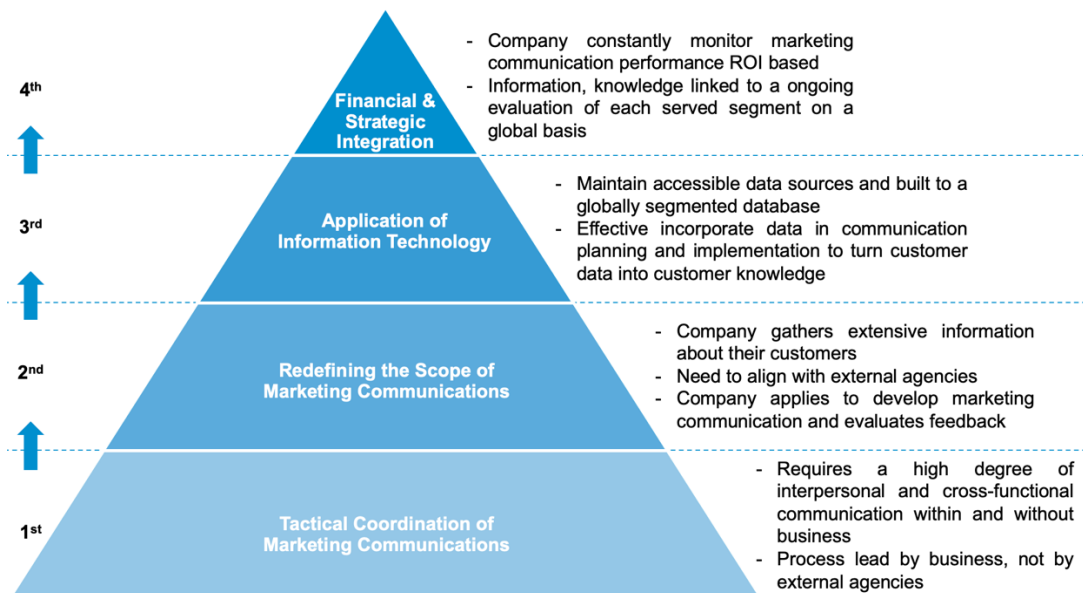 4th
Financial &
Strategic
Integration
- Company constantly monitor marketing
communication performance ROI based
- Information, knowledge linked to a ongoing
evaluation of each served segment on a
global basis
3rd
Application of
Information Technology
- Maintain accessible data sources and built to a
globally segmented database
- Effective incorporate data in communication
planning and implementation to turn customer
data into customer knowledge
2nd
Redefining the Scope of
Marketing Communications
- Company gathers extensive information
about their customers
- Need to align with external agencies
- Company applies to develop marketing
communication and evaluates feedback
1st
Tactical Coordination of
Marketing Communications
- Requires a high degree of
interpersonal and cross-functional
communication within and without
business
- Process lead by business, not by
external agencies